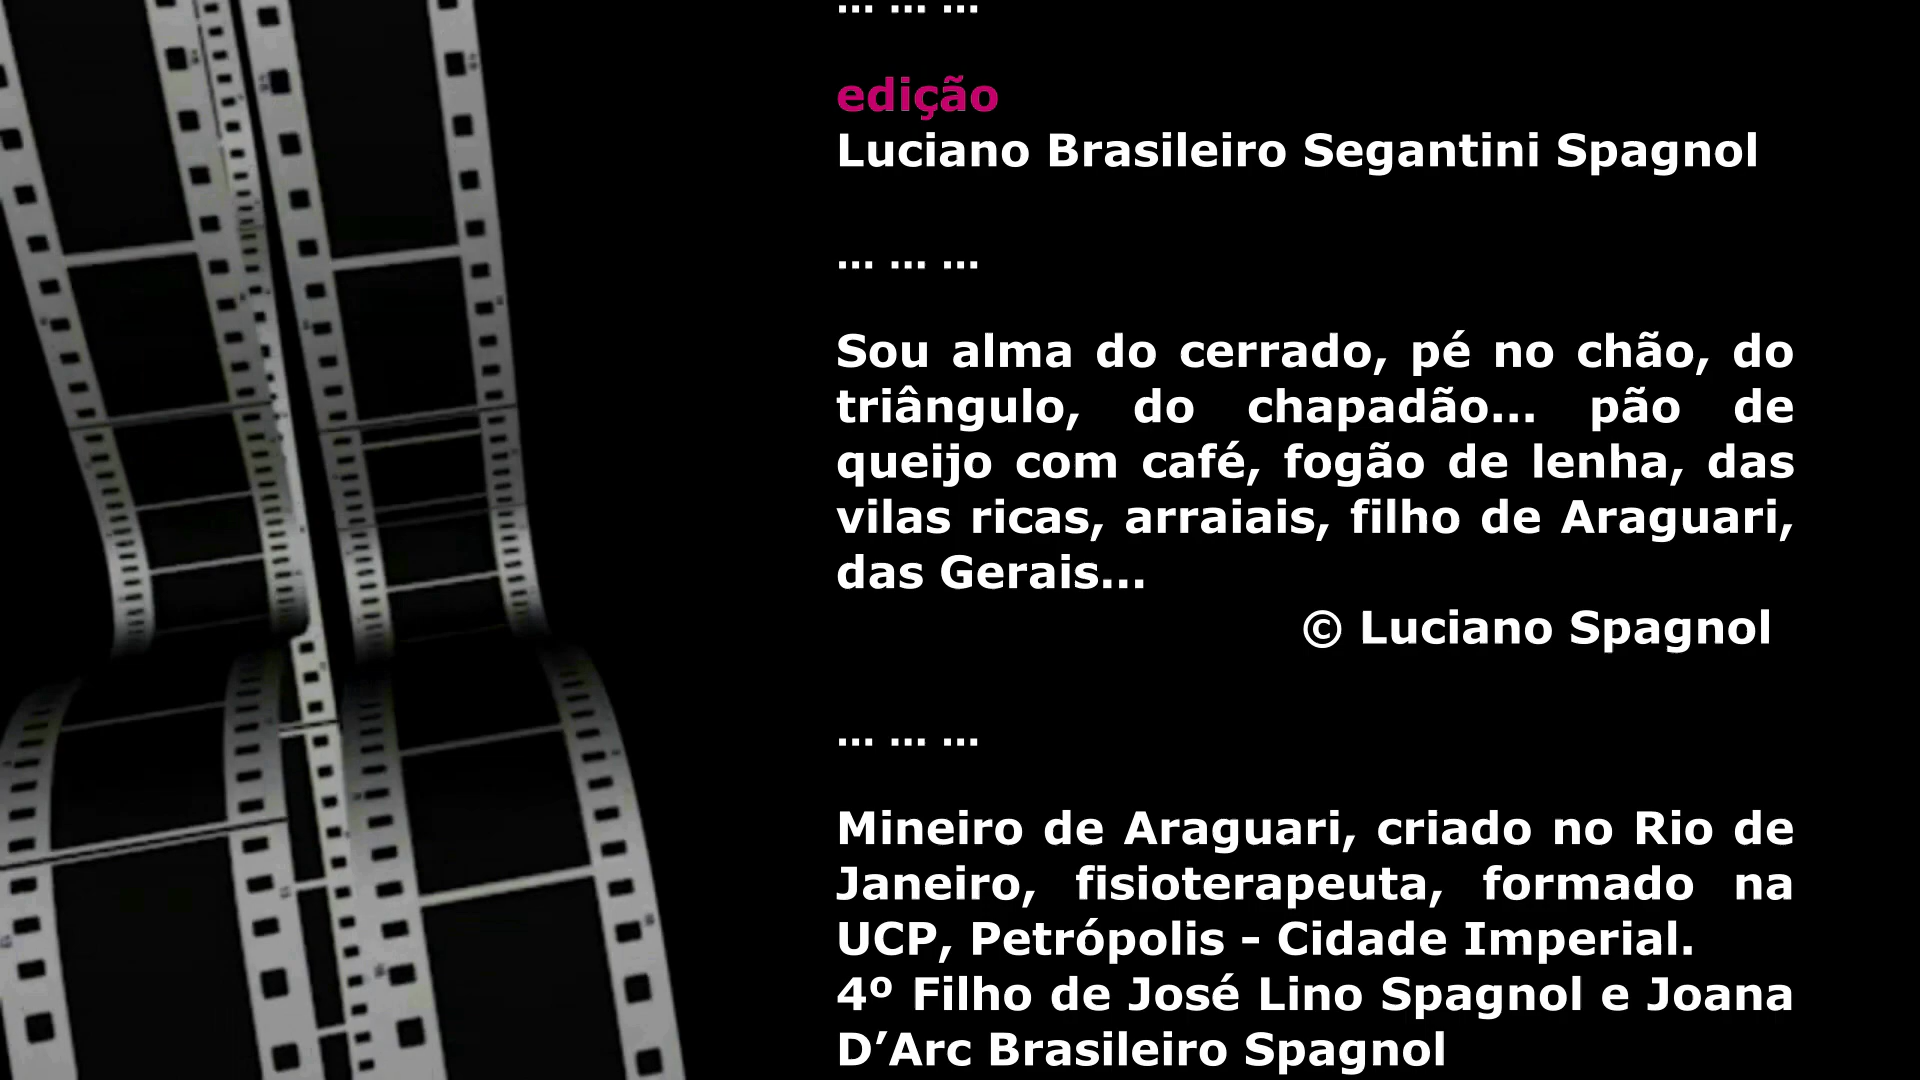 ... ... ...
edição
Luciano Brasileiro Segantini Spagnol
... ... ...
Sou alma do cerrado, pé no chão, do
triângulo, do chapadão... pão de
queijo com café, fogão de lenha, das
vilas ricas, arraiais, filho de Araguari,
das Gerais...
© Luciano Spagnol
... ... ...
Mineiro de Araguari, criado no Rio de
Janeiro, fisioterapeuta, formado na
UCP, Petrópolis - Cidade Imperial.
4º Filho de José Lino Spagnol e Joana
D’Arc Brasileiro Spagnol